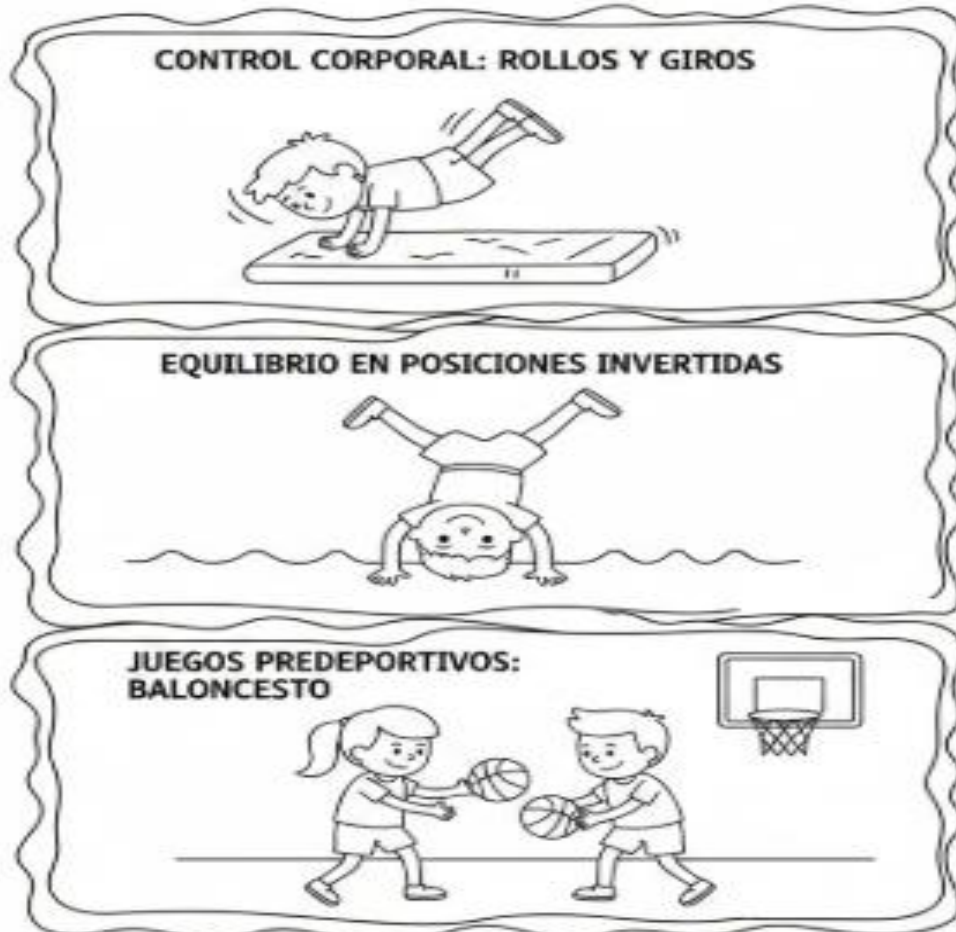 CONTROL CORPORAL: ROLLOS Y GIROS
EQUILIBRIO EN POSICIONES INVERTIDAS
JUEGOS PREDEPORTIVOS:
BALONCESTO